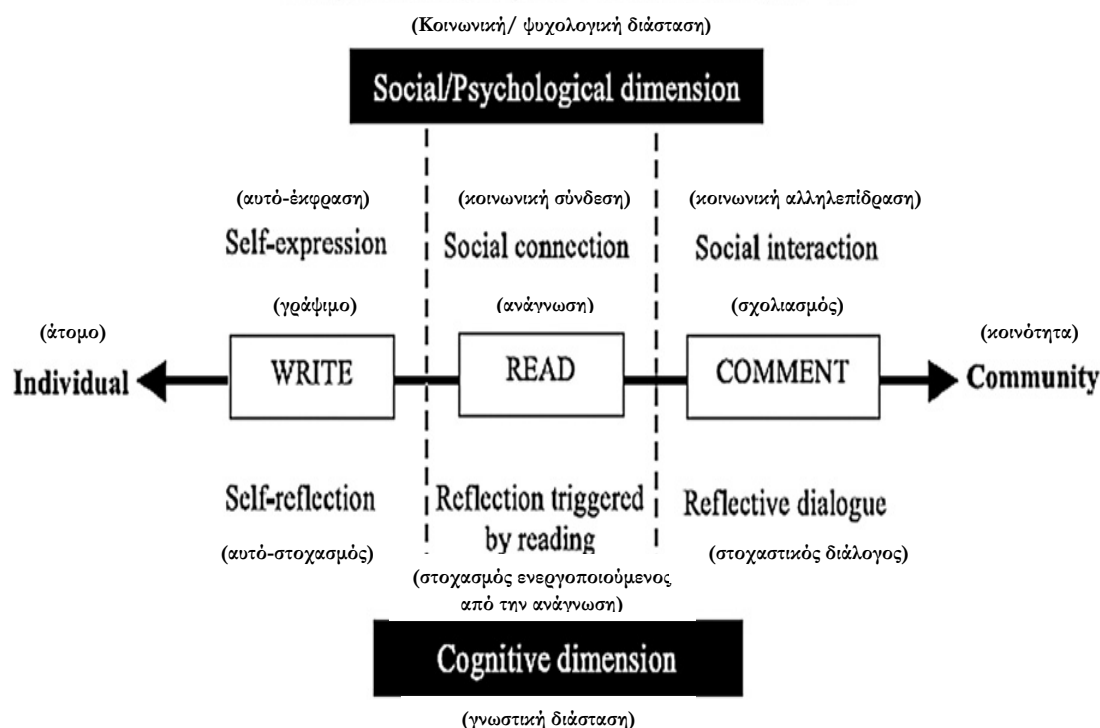 (Κοινωνική/ ψυχολογική διάσταση)
Social/Psychological dimension
(αυτό-έκφραση) (κοινωνική σύνδεση) (κοινωνική αλληλεπίδραση)
Self-expression Social connection Social interaction
(γράψιμο) (ανάγνωση) (σχολιασμός)
(άτομο) (κοινότητα)
Individual WRITE READ COMMENT Community
Self-reflection Reflection triggered Reflective dialogue
by reading
(αυτό-στοχασμός) (στοχαστικός διάλογος)
(στοχασμός ενεργοποιούμενος
από την ανάγνωση)
Cognitive dimension
(γνωστική διάσταση)